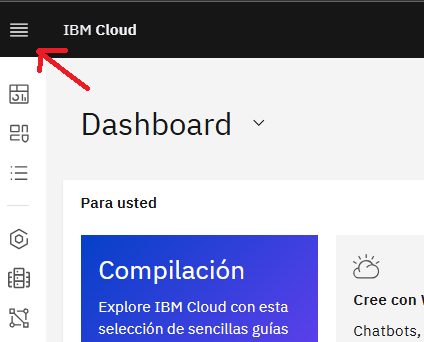 IBM Cloud
Dashboard
Para usted
Compilación
Explore IBM Cloud con esta
selección de sencillas guías
Cree con
Chatbots,